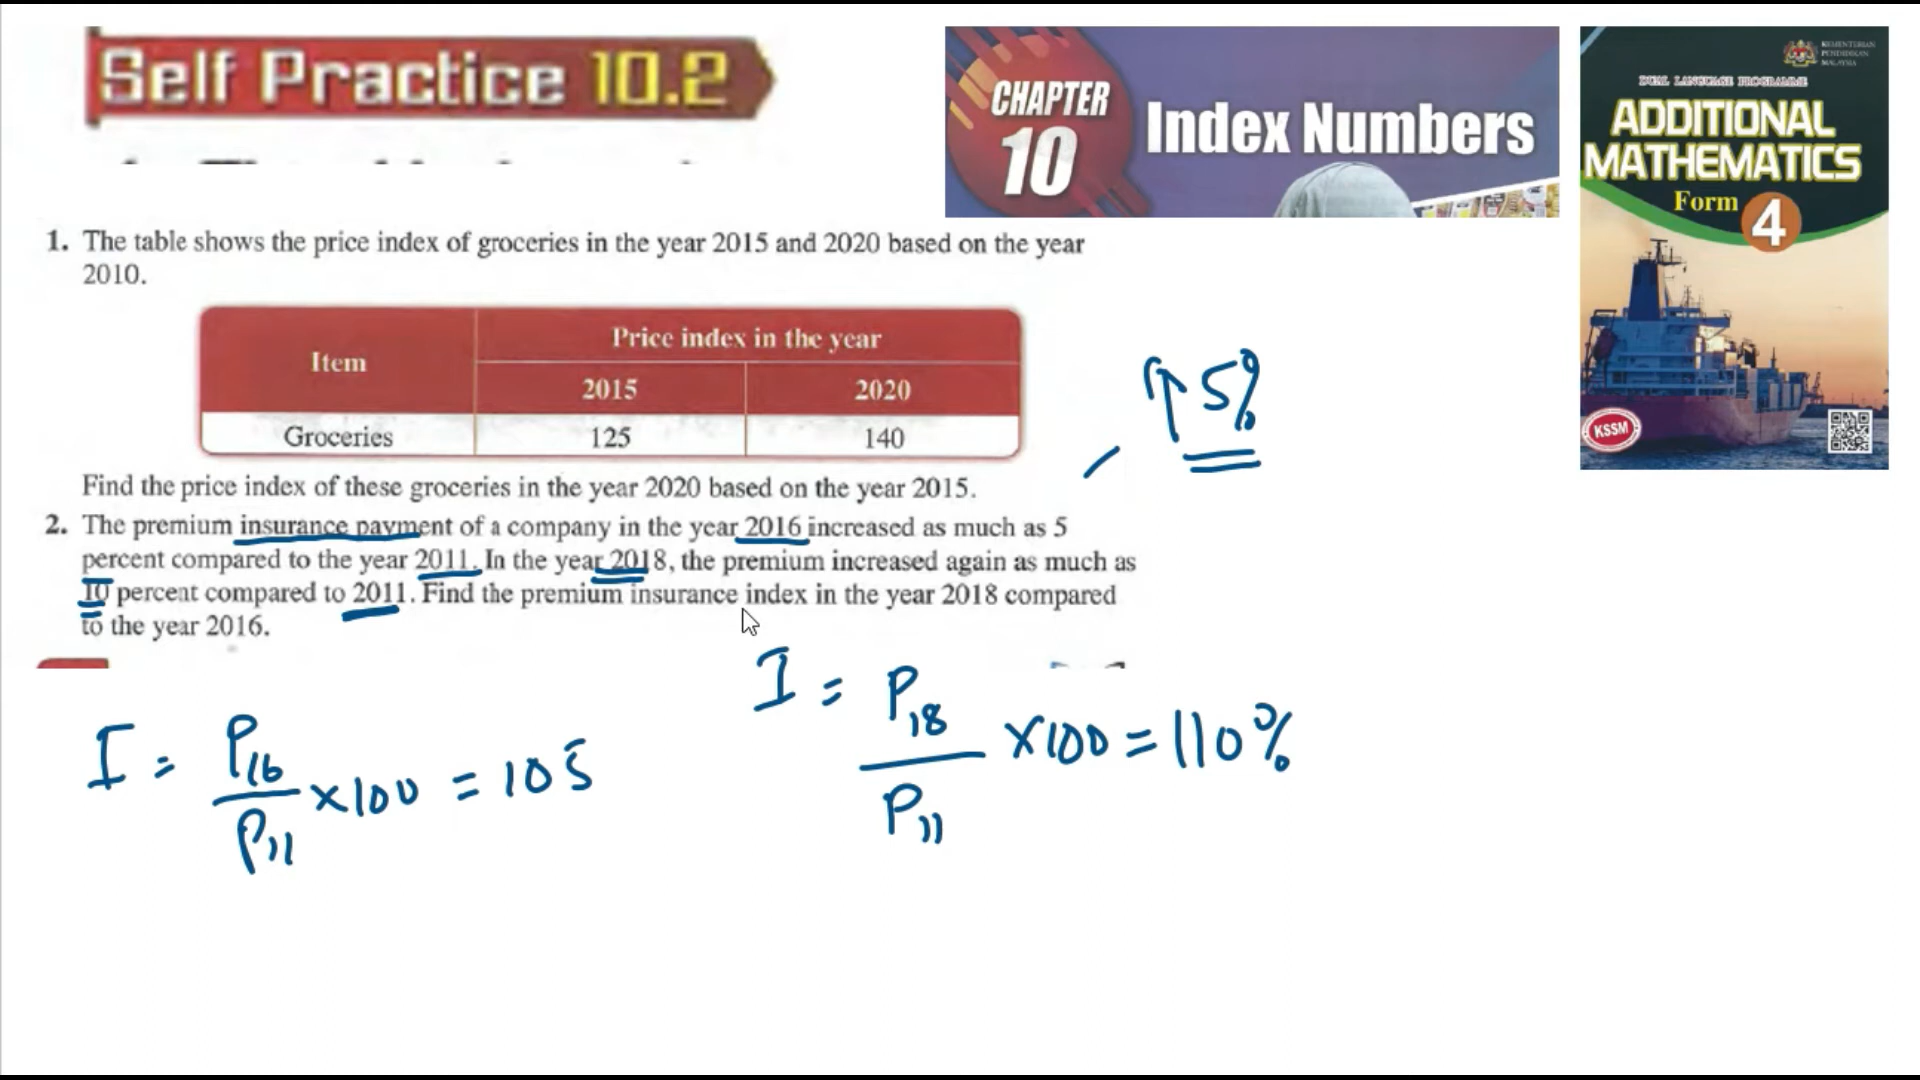 Self Practice 10.2
CHAPTER
10
Index Numbers
KEMENTERIAN
PENDIDIKAN
MALAYSIA
DUAL LANGUAGE PROGRAMME
ADDITIONAL
MATHEMATICS
Form 4
KSSM
1. The table shows the price index of groceries in the year 2015 and 2020 based on the year
2010.
Item
Price index in the year
2015 2020
Groceries 125 140
↑ 5%
Find the price index of these groceries in the year 2020 based on the year 2015.
2. The premium insurance payment of a company in the year 2016 increased as much as 5
percent compared to the year 2011. In the year 2018, the premium increased again as much as
10 percent compared to 2011. Find the premium insurance index in the year 2018 compared
to the year 2016.
I = P16/P11 ×100 = 105
I = P18/P11 ×100 = 110%